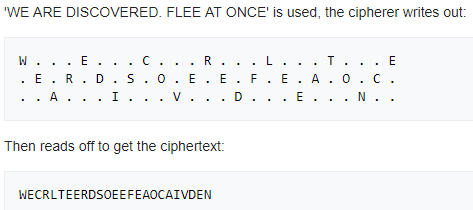 'WE ARE DISCOVERED. FLEE AT ONCE' is used, the cipherer writes out:
W . . . E . . . C . . . R . . . L . . . T . . . E
. E . R . D . S . O . E . E . F . E . A . O . C .
. . A . . . I . . . V . . . D . . . E . . . N . .
Then reads off to get the ciphertext:
WECRLTEERDSOEEFEAOCAIVDEN